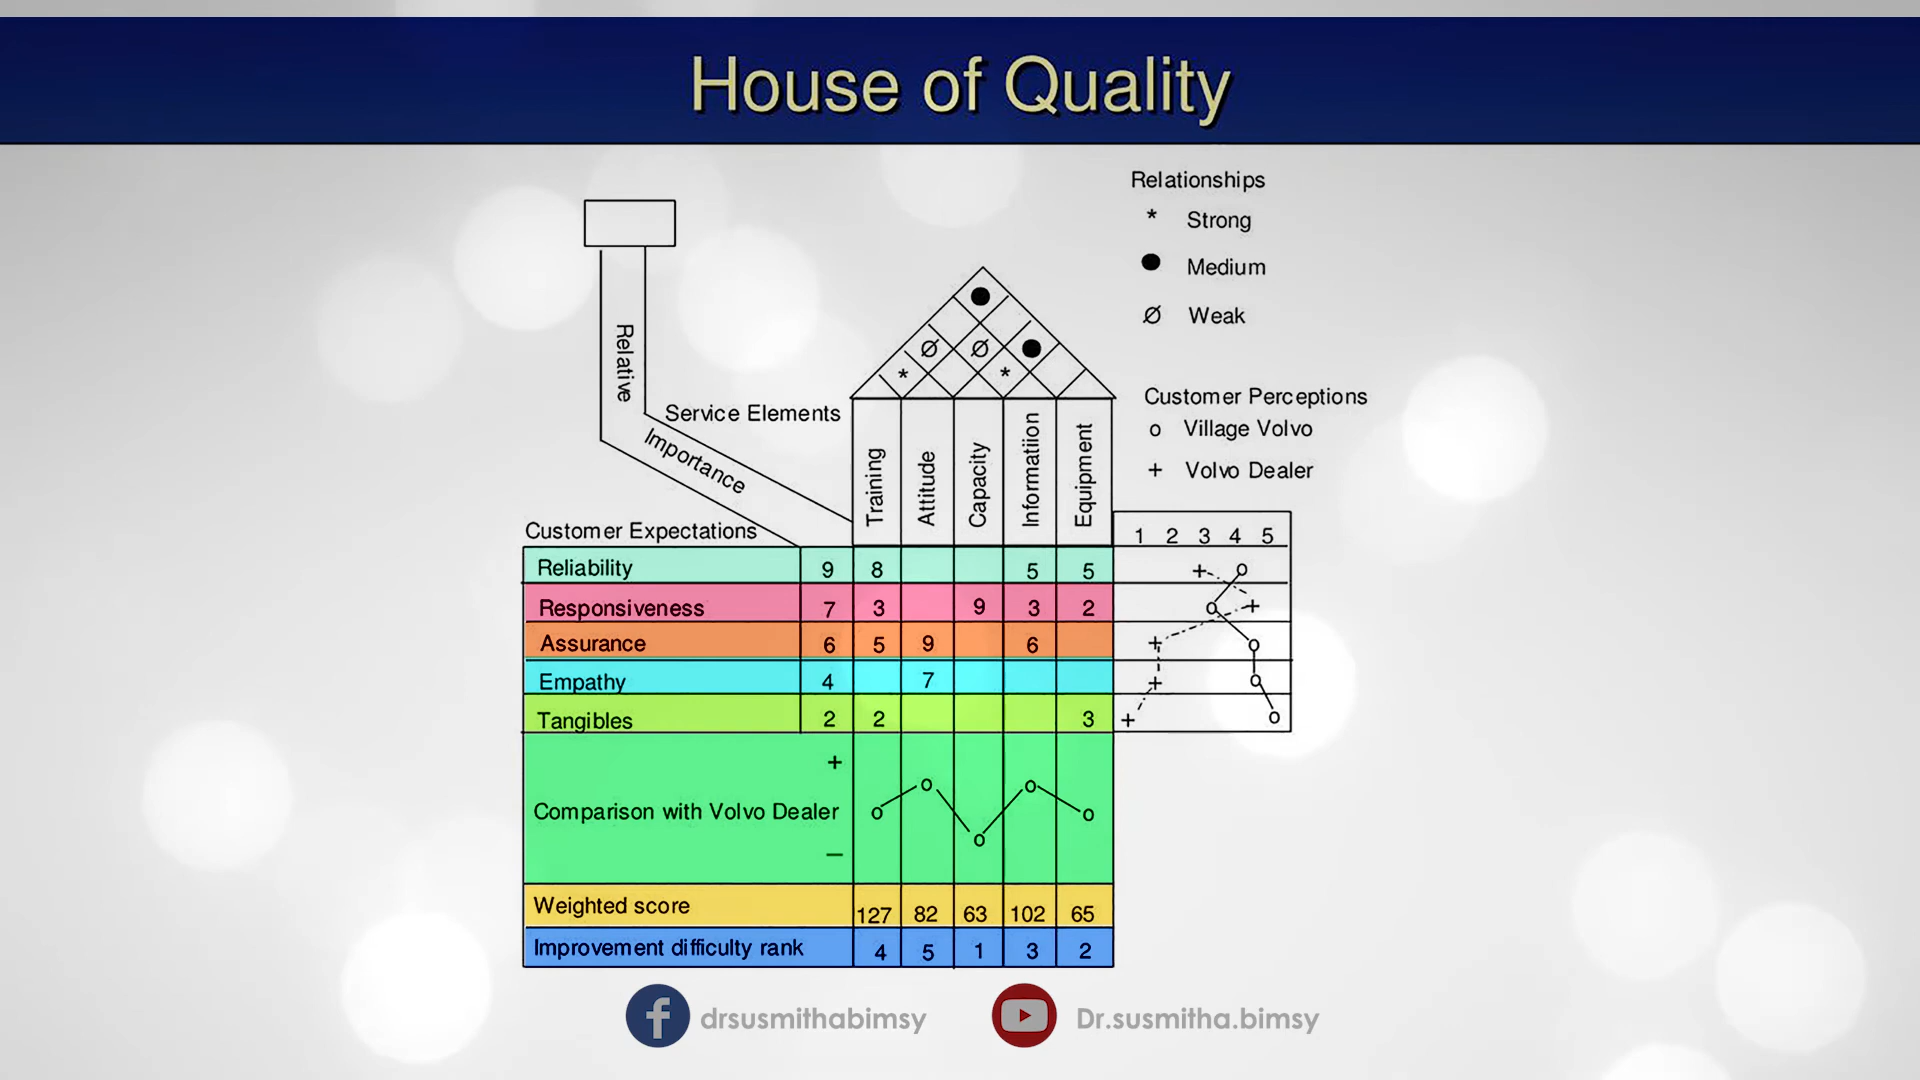 House of Quality
Relationships
* Strong
● Medium
Ø Weak
Relative
Importance
Service Elements
Customer Perceptions
o Village Volvo
+ Volvo Dealer
Training
Attitude
Capacity
Informatiion
Equipment
Customer Expectations
1 2 3 4 5
Reliability 9 8 5 5
Responsiveness 7 3 9 3 2
Assurance 6 5 9 6
Empathy 4 7
Tangibles 2 2 3
+
Comparison with Volvo Dealer
–
Weighted score 127 82 63 102 65
Improvement difficulty rank 4 5 1 3 2
drsusmithabimsy
Dr.susmitha.bimsy